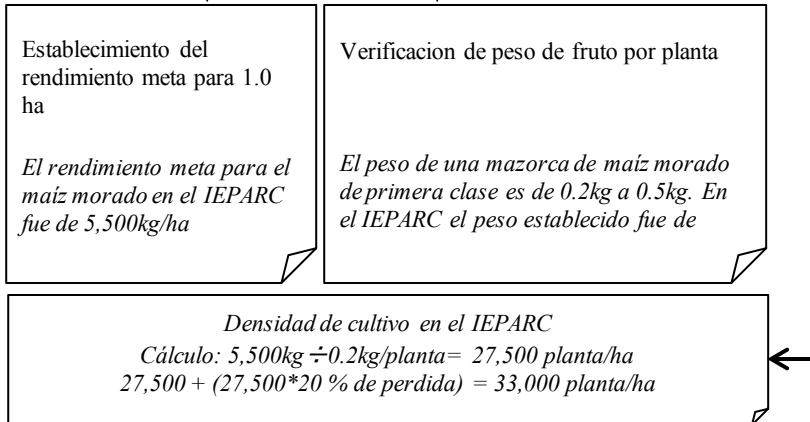 Establecimiento del
rendimiento meta para 1.0
ha
El rendimiento meta para el
maíz morado en el IEPARC
fue de 5,500kg/ha
Verificacion de peso de fruto por planta
El peso de una mazorca de maíz morado
de primera clase es de 0.2kg a 0.5kg. En
el IEPARC el peso establecido fue de
Densidad de cultivo en el IEPARC
Cálculo: 5,500kg ÷0.2kg/planta= 27,500 planta/ha
27,500 + (27,500*20 % de perdida) = 33,000 planta/ha